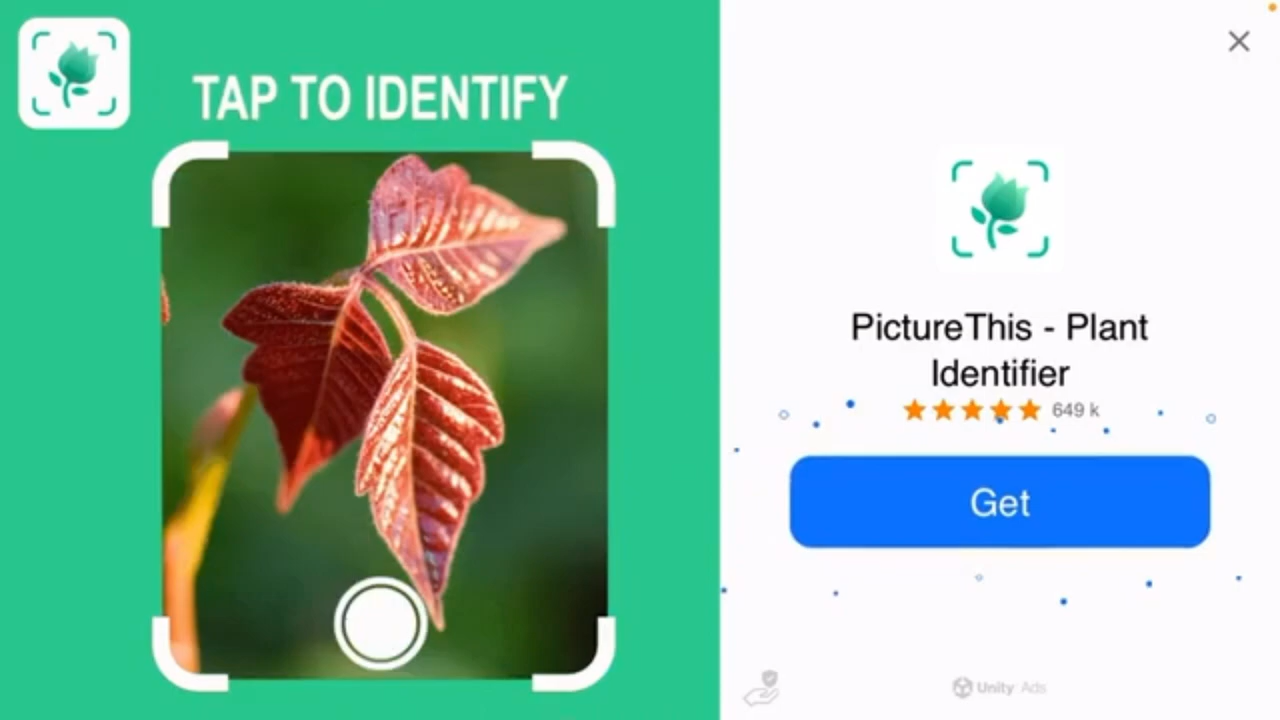 TAP TO IDENTIFY
PictureThis - Plant
Identifier
649 k
Get
Unity Ads